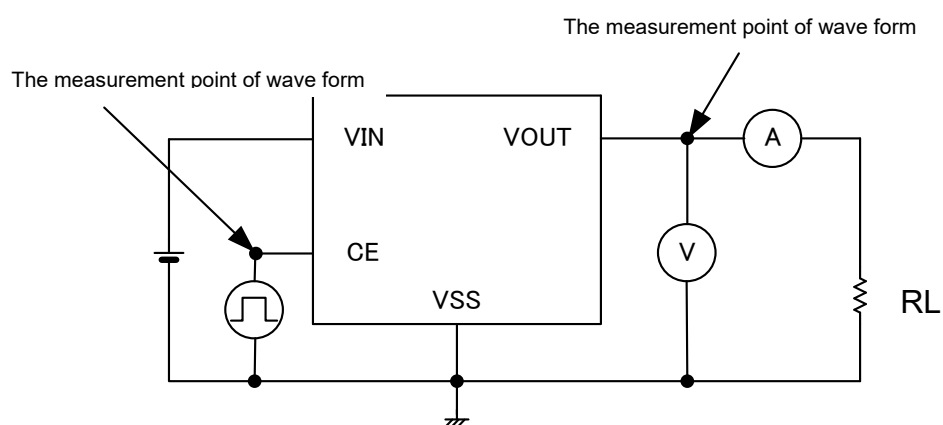 The measurement point of wave form
The measurement point of wave form
VIN
VOUT
A
CE
V
VSS
RL